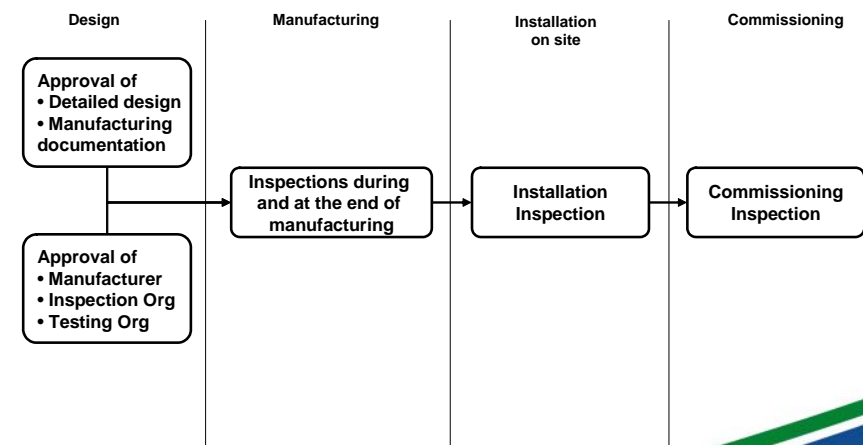 Design
Manufacturing
Installation
on site
Commissioning
Approval of
• Detailed design
• Manufacturing
documentation
Inspections during
and at the end of
manufacturing
Installation
Inspection
Commissioning
Inspection
Approval of
• Manufacturer
• Inspection Org
• Testing Org